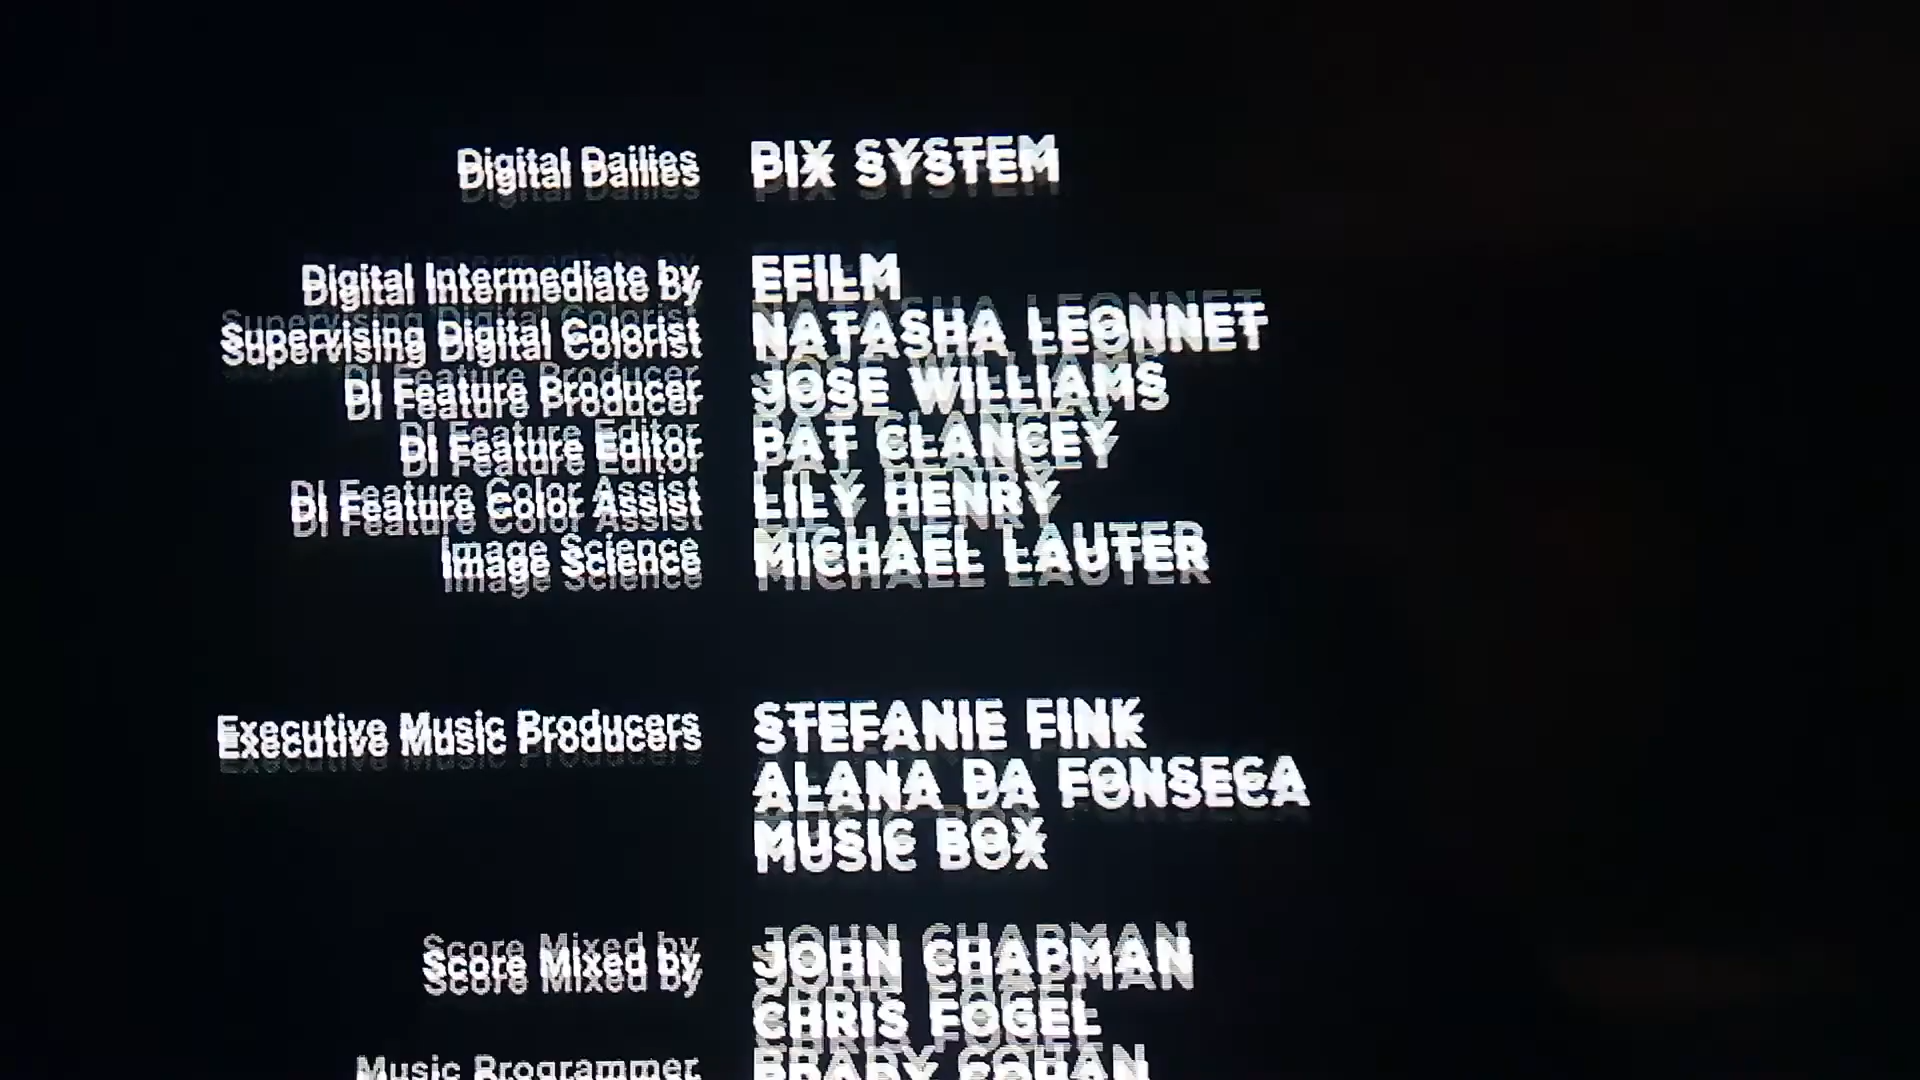 Digital Dailies PIX SYSTEM
Digital Intermediate by EFILM
Supervising Digital Colorist NATASHA LEONNET
DI Feature Producer JOSE WILLIAMS
DI Feature Editor PAT CLANCEY
DI Feature Color Assist LILY HENRY
Image Science MICHAEL LAUTER
Executive Music Producers STEFANIE FINK
ALANA DA FONSECA
MUSIC BOX
Score Mixed by JOHN CHAPMAN
CHRIS FOGEL
Music Programmer BRADY COHAN